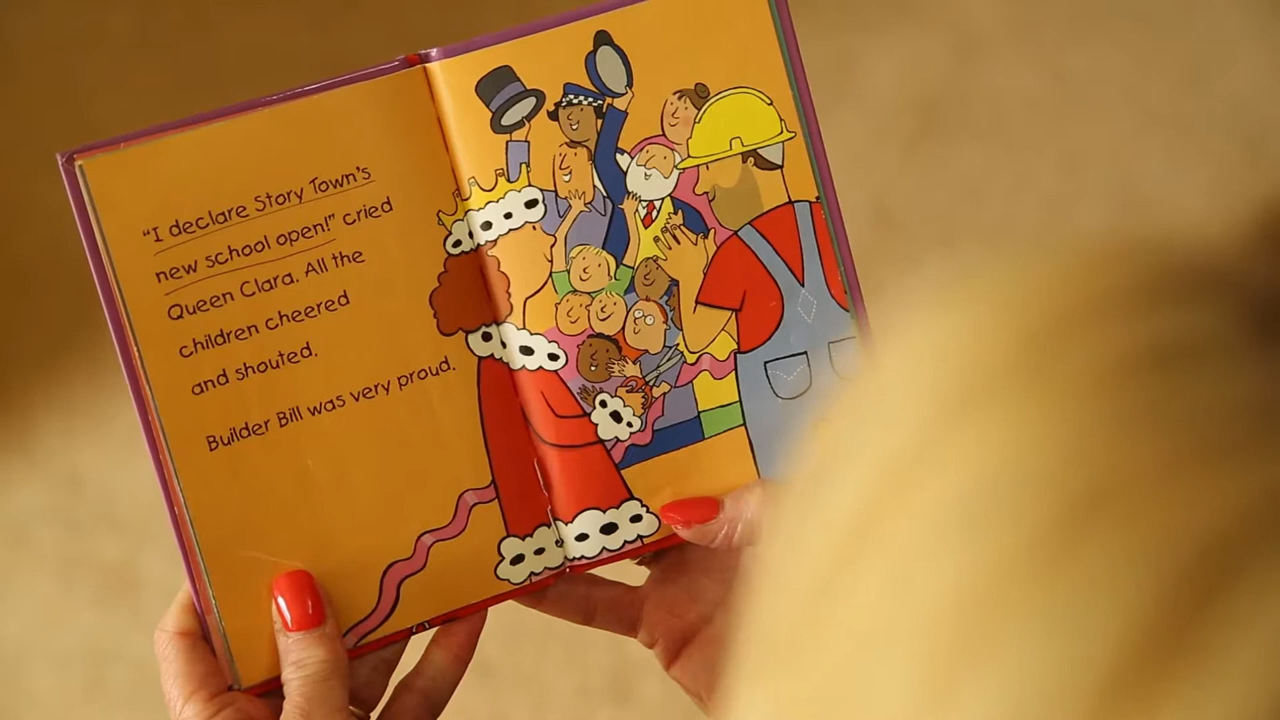 "I declare Story Town's
new school open!" cried
Queen Clara. All the
children cheered
and shouted.
Builder Bill was very proud.